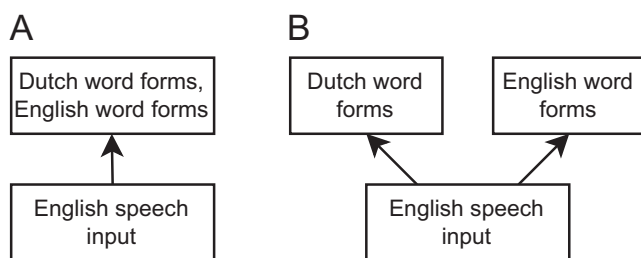 A
Dutch word forms,
English word forms
English speech
input
B
Dutch word
forms
English word
forms
English speech
input